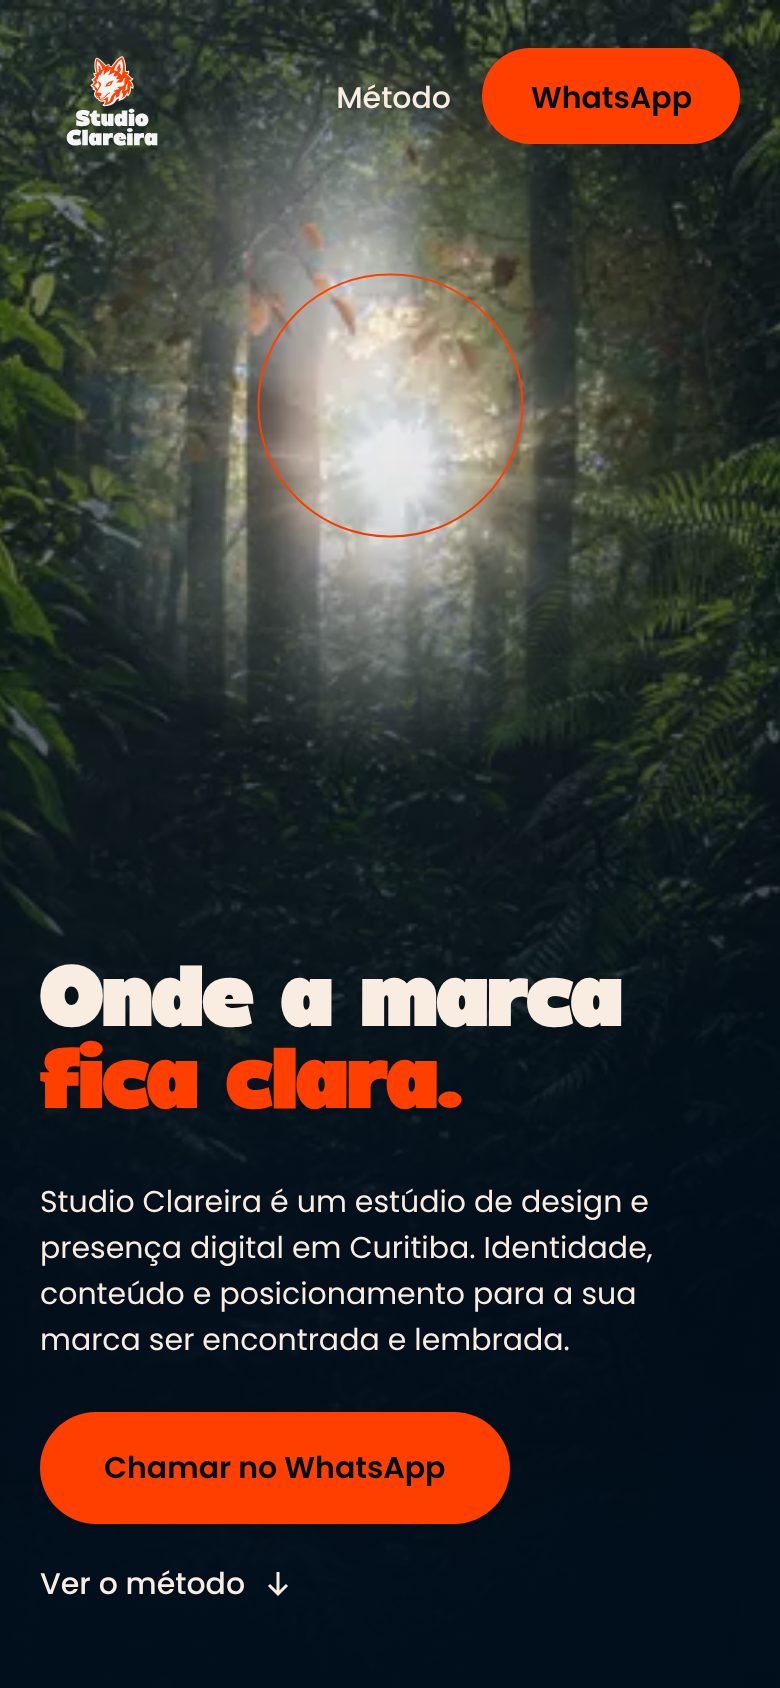 Studio
Clareira
Método
WhatsApp
Onde a marca
fica clara.
Studio Clareira é um estúdio de design e
presença digital em Curitiba. Identidade,
conteúdo e posicionamento para a sua
marca ser encontrada e lembrada.
Chamar no WhatsApp
Ver o método ↓